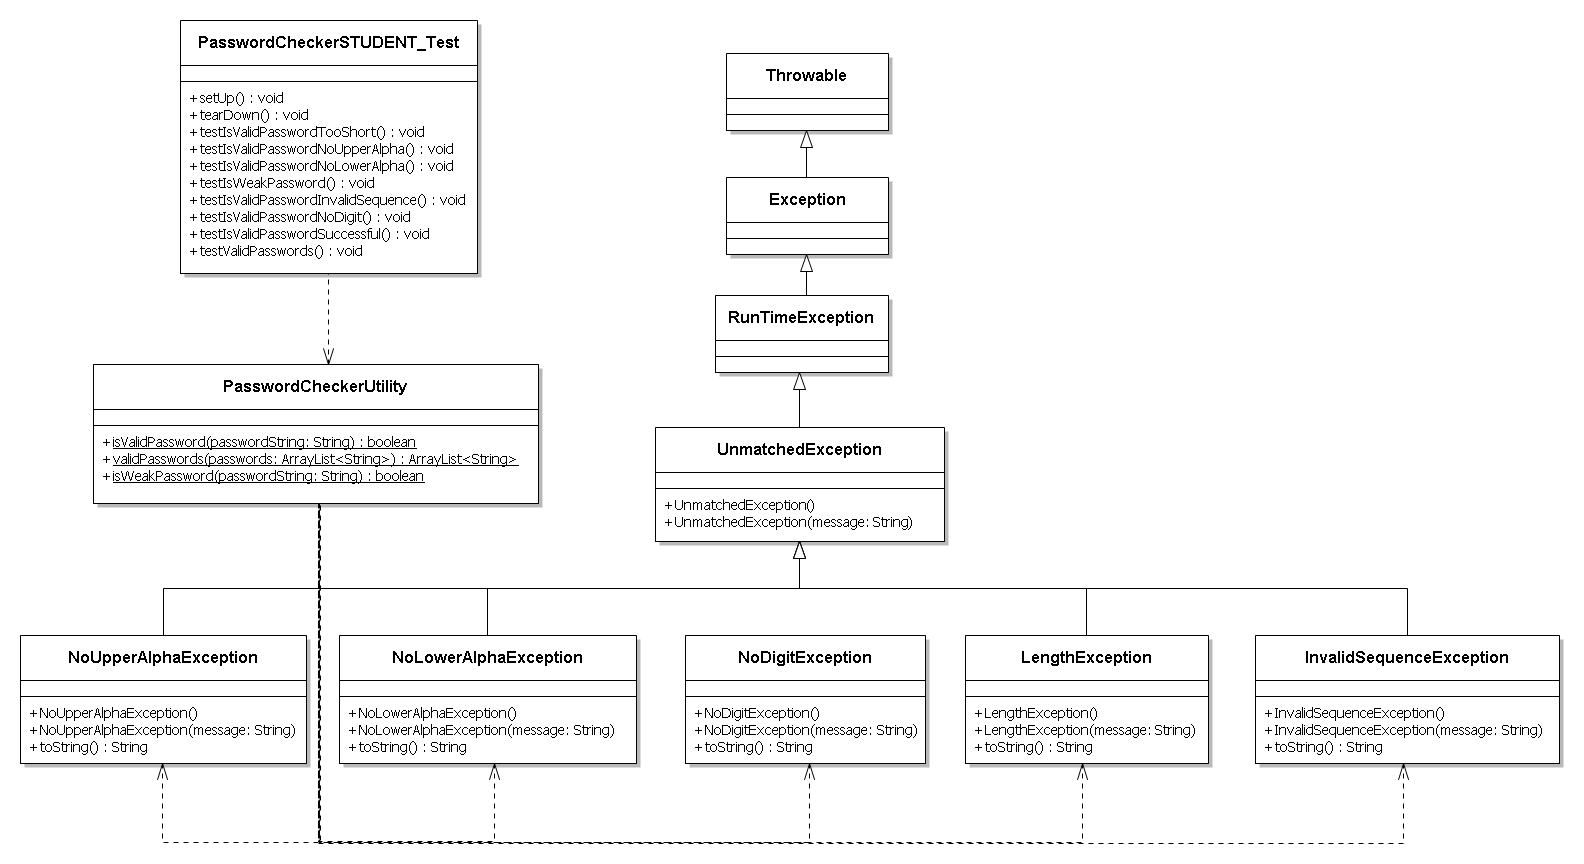 PasswordCheckerSTUDENT_Test
+setUp() : void
+tearDown() : void
+testIsValidPasswordTooShort() : void
+testIsValidPasswordNoUpperAlpha() : void
+testIsValidPasswordNoLowerAlpha() : void
+testIsWeakPassword() : void
+testIsValidPasswordInvalidSequence() : void
+testIsValidPasswordNoDigit() : void
+testIsValidPasswordSuccessful() : void
+testValidPasswords() : void
Throwable
Exception
RunTimeException
PasswordCheckerUtility
+isValidPassword(passwordString: String) : boolean
+validPasswords(passwords: ArrayList<String>) : ArrayList<String>
+isWeakPassword(passwordString: String) : boolean
UnmatchedException
+UnmatchedException()
+UnmatchedException(message: String)
NoUpperAlphaException
+NoUpperAlphaException()
+NoUpperAlphaException(message: String)
+toString() : String
NoLowerAlphaException
+NoLowerAlphaException()
+NoLowerAlphaException(message: String)
+toString() : String
NoDigitException
+NoDigitException()
+NoDigitException(message: String)
+toString() : String
LengthException
+LengthException()
+LengthException(message: String)
+toString() : String
InvalidSequenceException
+InvalidSequenceException()
+InvalidSequenceException(message: String)
+toString() : String